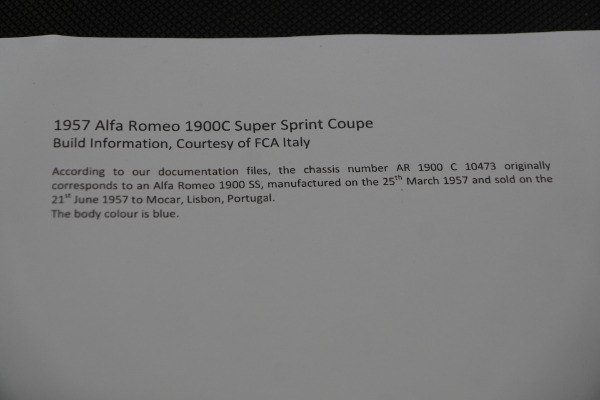 1957 Alfa Romeo 1900C Super Sprint Coupe
Build Information, Courtesy of FCA Italy
According to our documentation files, the chassis number AR 1900 C 10473 originally
corresponds to an Alfa Romeo 1900 SS, manufactured on the 25th March 1957 and sold on the
21st June 1957 to Mocar, Lisbon, Portugal.
The body colour is blue.